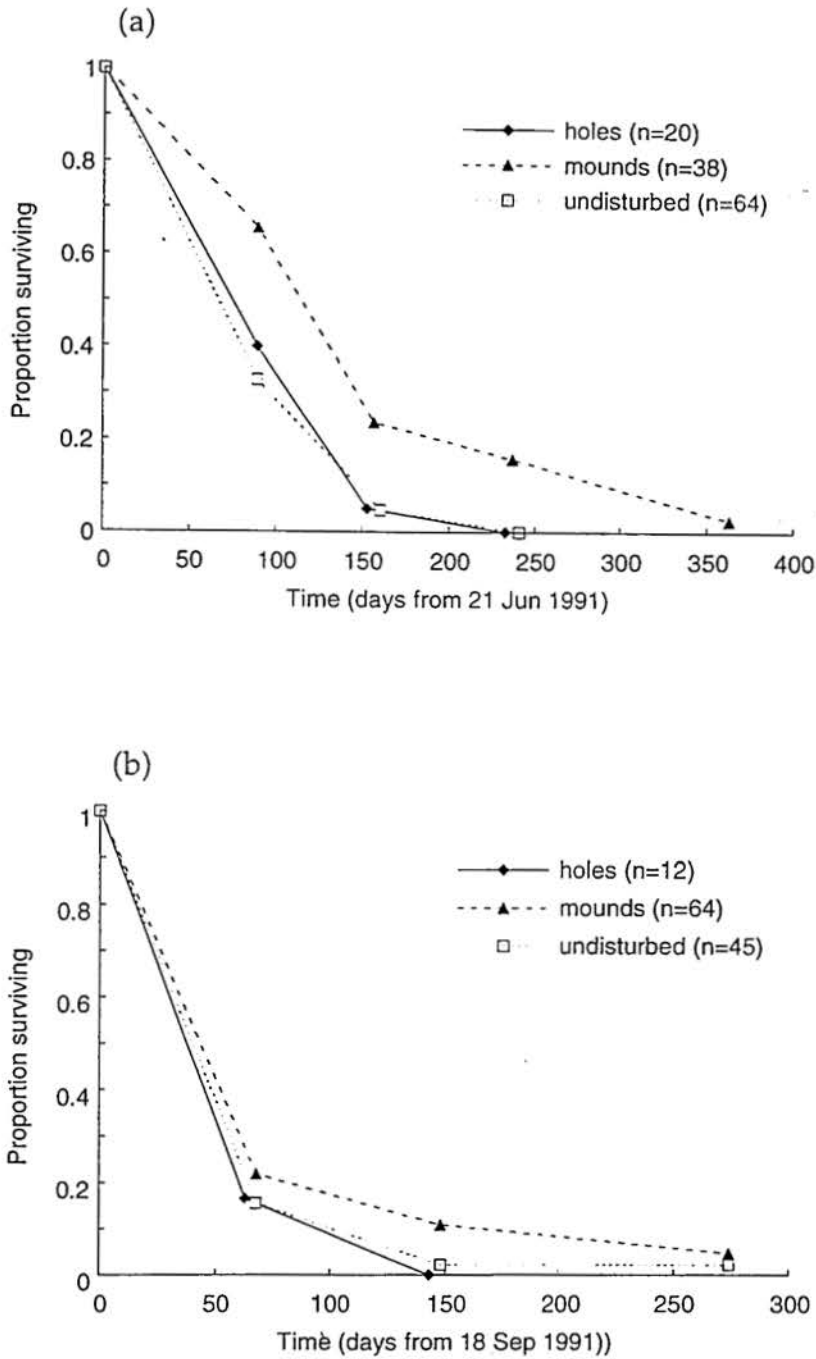 (a)
1
0.8
0.6
0.4
0.2
0
Proportion surviving
holes (n=20)
mounds (n=38)
undisturbed (n=64)
0 50 100 150 200 250 300 350 400
Time (days from 21 Jun 1991)
(b)
1
0.8
0.6
0.4
0.2
0
Proportion surviving
holes (n=12)
mounds (n=64)
undisturbed (n=45)
0 50 100 150 200 250 300
Time (days from 18 Sep 1991))